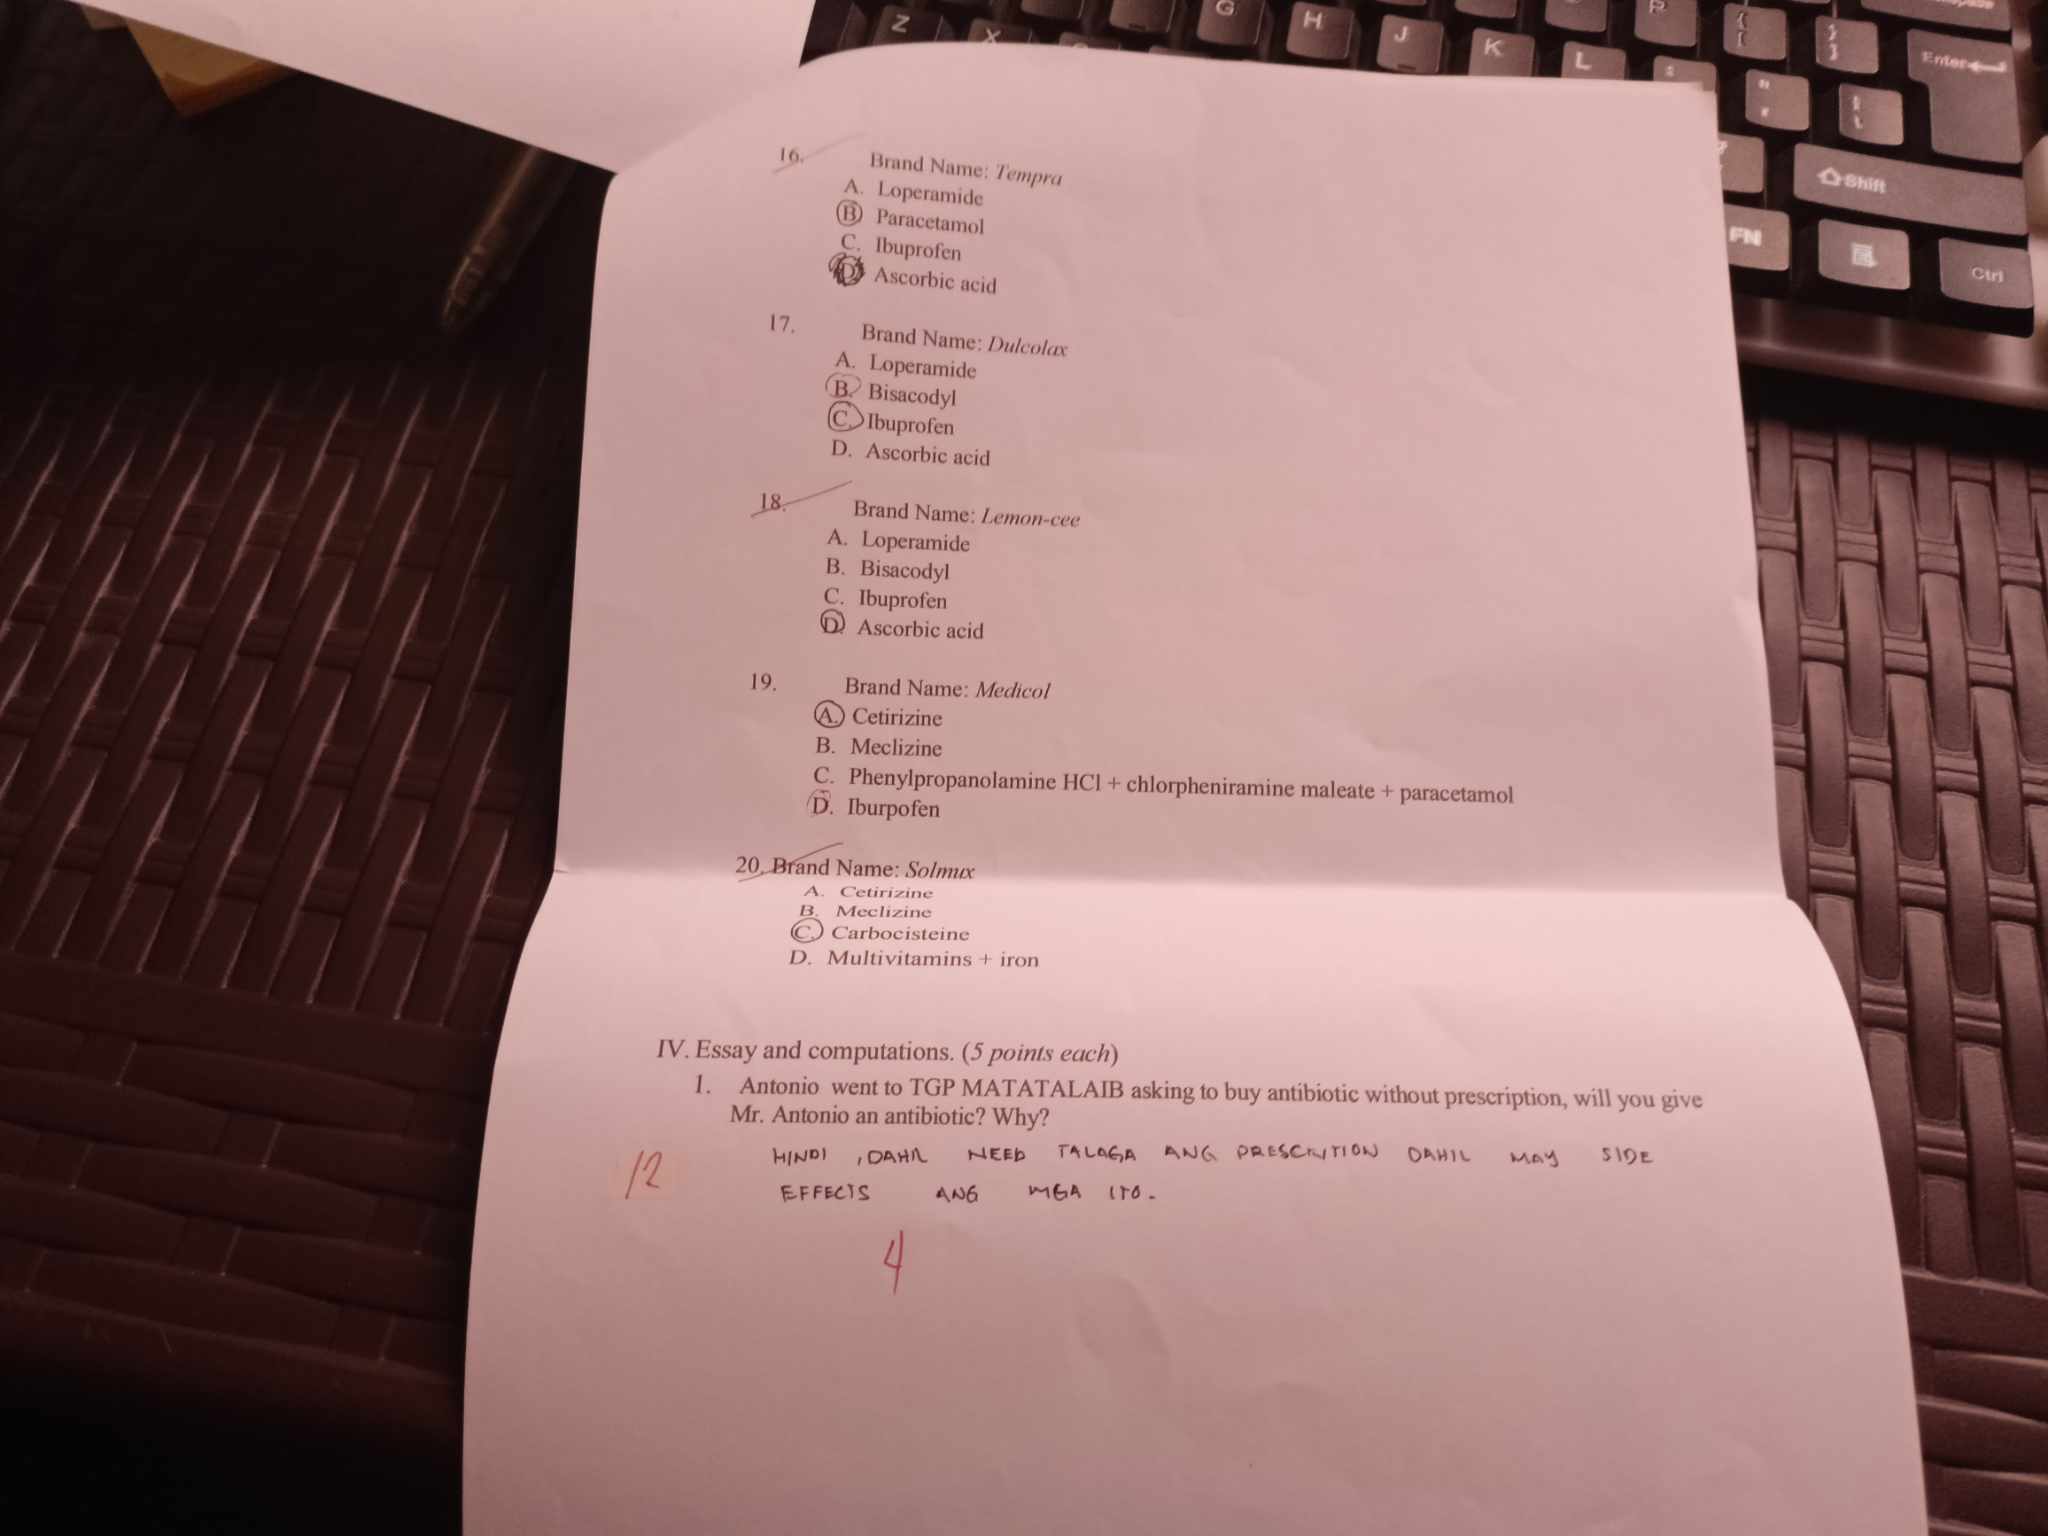 Z X G H J K L P { [ } ] Enter
: ; " '
Shift
FN Ctrl
16. Brand Name: Tempra
A. Loperamide
B Paracetamol
C. Ibuprofen
D Ascorbic acid
17. Brand Name: Dulcolax
A. Loperamide
B. Bisacodyl
C. Ibuprofen
D. Ascorbic acid
18. Brand Name: Lemon-cee
A. Loperamide
B. Bisacodyl
C. Ibuprofen
D. Ascorbic acid
19. Brand Name: Medicol
A. Cetirizine
B. Meclizine
C. Phenylpropanolamine HCl + chlorpheniramine maleate + paracetamol
D. Iburpofen
20. Brand Name: Solmux
A. Cetirizine
B. Meclizine
C. Carbocisteine
D. Multivitamins + iron
IV. Essay and computations. (5 points each)
1. Antonio went to TGP MATATALAIB asking to buy antibiotic without prescription, will you give
Mr. Antonio an antibiotic? Why?
HINDI , DAHIL NEED TALAGA ANG PRESCRITION DAHIL MAY SIDE
12
EFFECTS ANG MGA ITO.
4